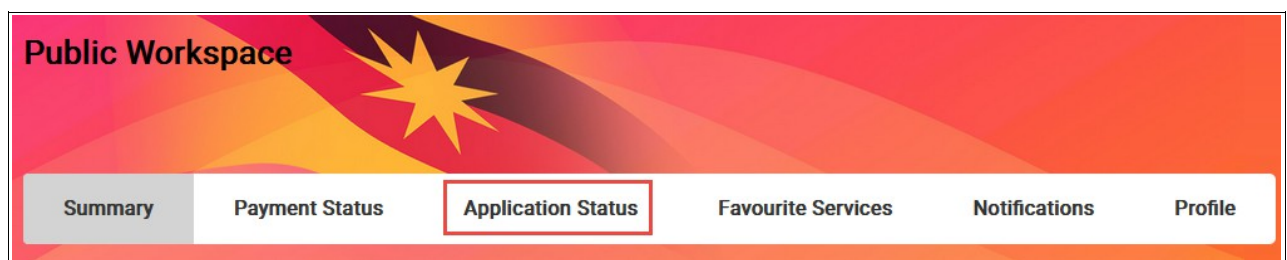 Public Workspace
Summary Payment Status Application Status Favourite Services Notifications Profile